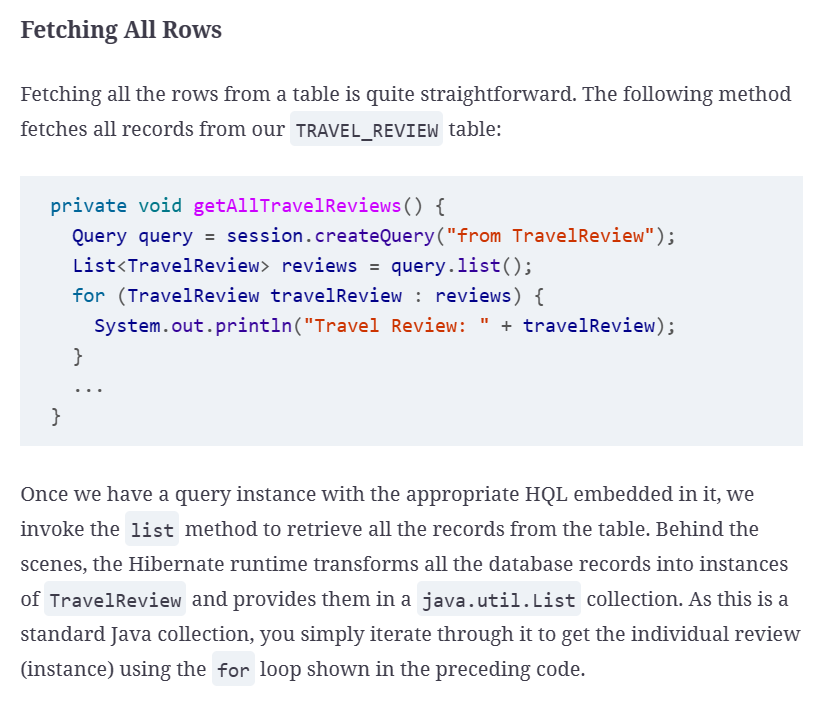 Fetching All Rows
Fetching all the rows from a table is quite straightforward. The following method
fetches all records from our TRAVEL_REVIEW table:
private void getAllTravelReviews() {
  Query query = session.createQuery("from TravelReview");
  List<TravelReview> reviews = query.list();
  for (TravelReview travelReview : reviews) {
    System.out.println("Travel Review: " + travelReview);
  }
  ...
}
Once we have a query instance with the appropriate HQL embedded in it, we
invoke the list method to retrieve all the records from the table. Behind the
scenes, the Hibernate runtime transforms all the database records into instances
of TravelReview and provides them in a java.util.List collection. As this is a
standard Java collection, you simply iterate through it to get the individual review
(instance) using the for loop shown in the preceding code.